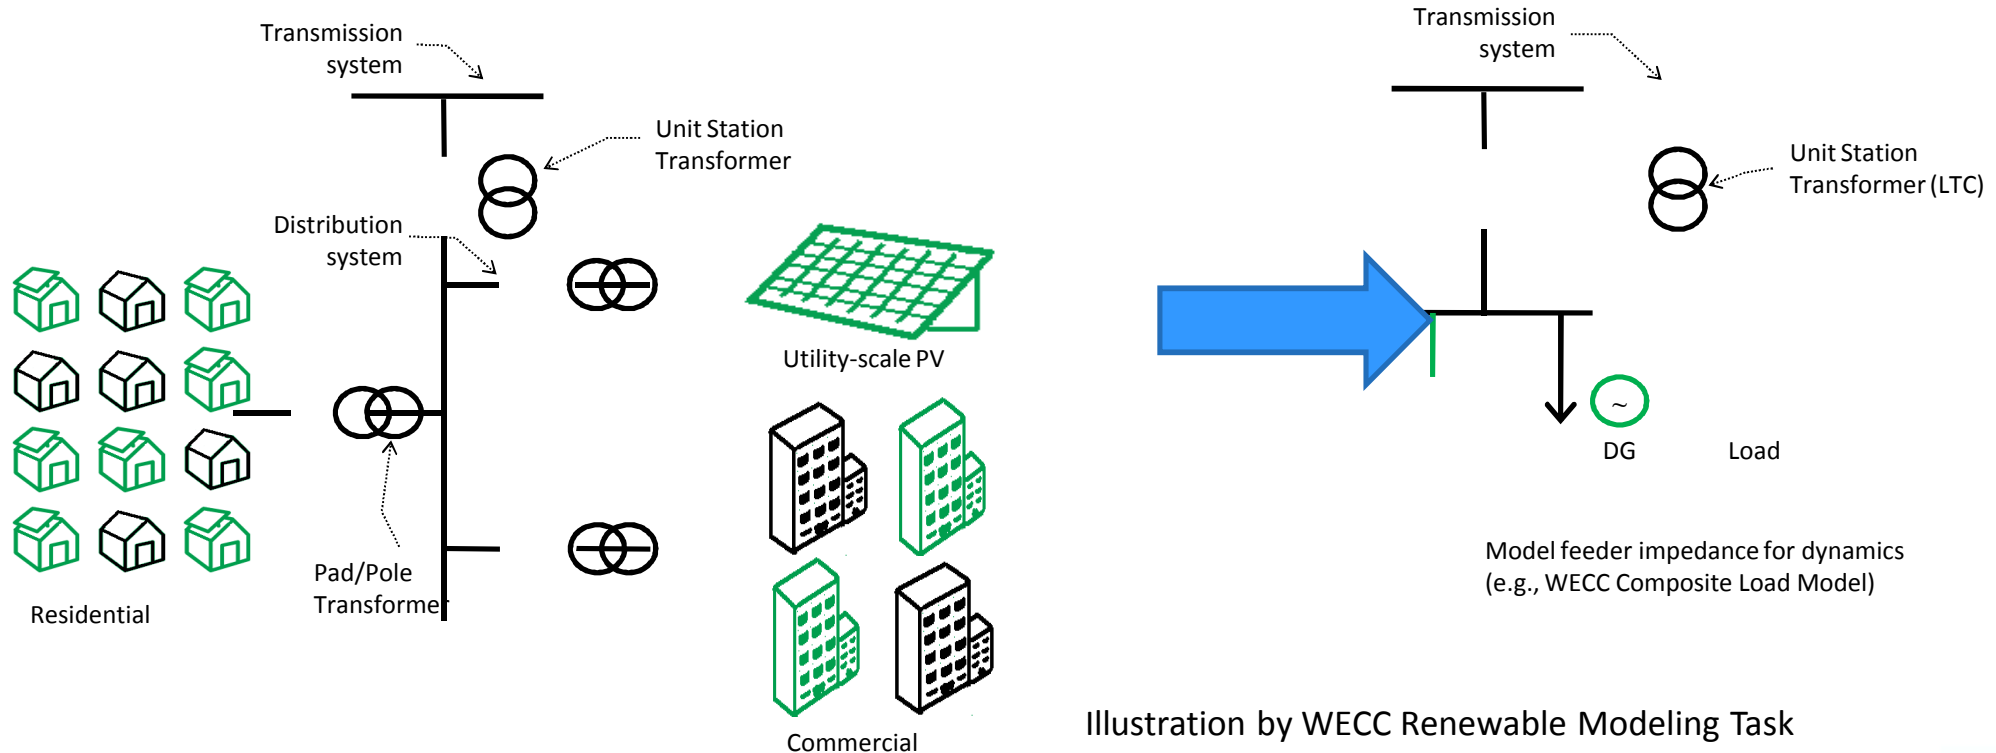 Transmission
system
Unit Station
Transformer
Distribution
system
Utility-scale PV
Pad/Pole
Transformer
Residential
Commercial
Transmission
system
Unit Station
Transformer (LTC)
~
DG
Load
Model feeder impedance for dynamics
(e.g., WECC Composite Load Model)
Illustration by WECC Renewable Modeling Task